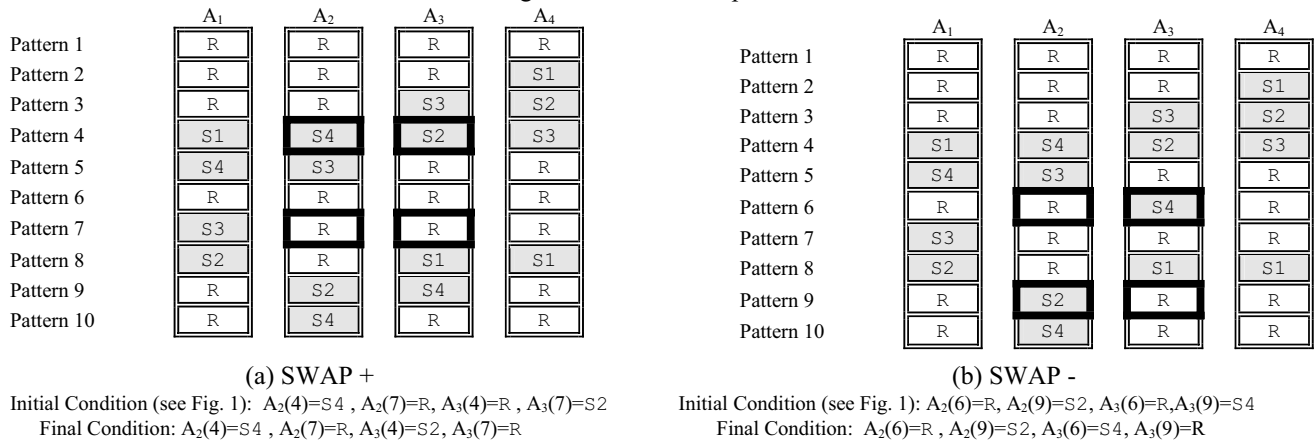 A₁ A₂ A₃ A₄
Pattern 1 R R R R
Pattern 2 R R R S1
Pattern 3 R R S3 S2
Pattern 4 S1 S4 S2 S3
Pattern 5 S4 S3 R R
Pattern 6 R R R R
Pattern 7 S3 R R R
Pattern 8 S2 R S1 S1
Pattern 9 R S2 S4 R
Pattern 10 R S4 R R
(a) SWAP +
Initial Condition (see Fig. 1): A₂(4)=S4 , A₂(7)=R, A₃(4)=R , A₃(7)=S2
Final Condition: A₂(4)=S4 , A₂(7)=R, A₃(4)=S2, A₃(7)=R
A₁ A₂ A₃ A₄
Pattern 1 R R R R
Pattern 2 R R R S1
Pattern 3 R R S3 S2
Pattern 4 S1 S4 S2 S3
Pattern 5 S4 S3 R R
Pattern 6 R R S4 R
Pattern 7 S3 R R R
Pattern 8 S2 R S1 S1
Pattern 9 R S2 R R
Pattern 10 R S4 R R
(b) SWAP -
Initial Condition (see Fig. 1): A₂(6)=R, A₂(9)=S2, A₃(6)=R,A₃(9)=S4
Final Condition: A₂(6)=R , A₂(9)=S2, A₃(6)=S4, A₃(9)=R